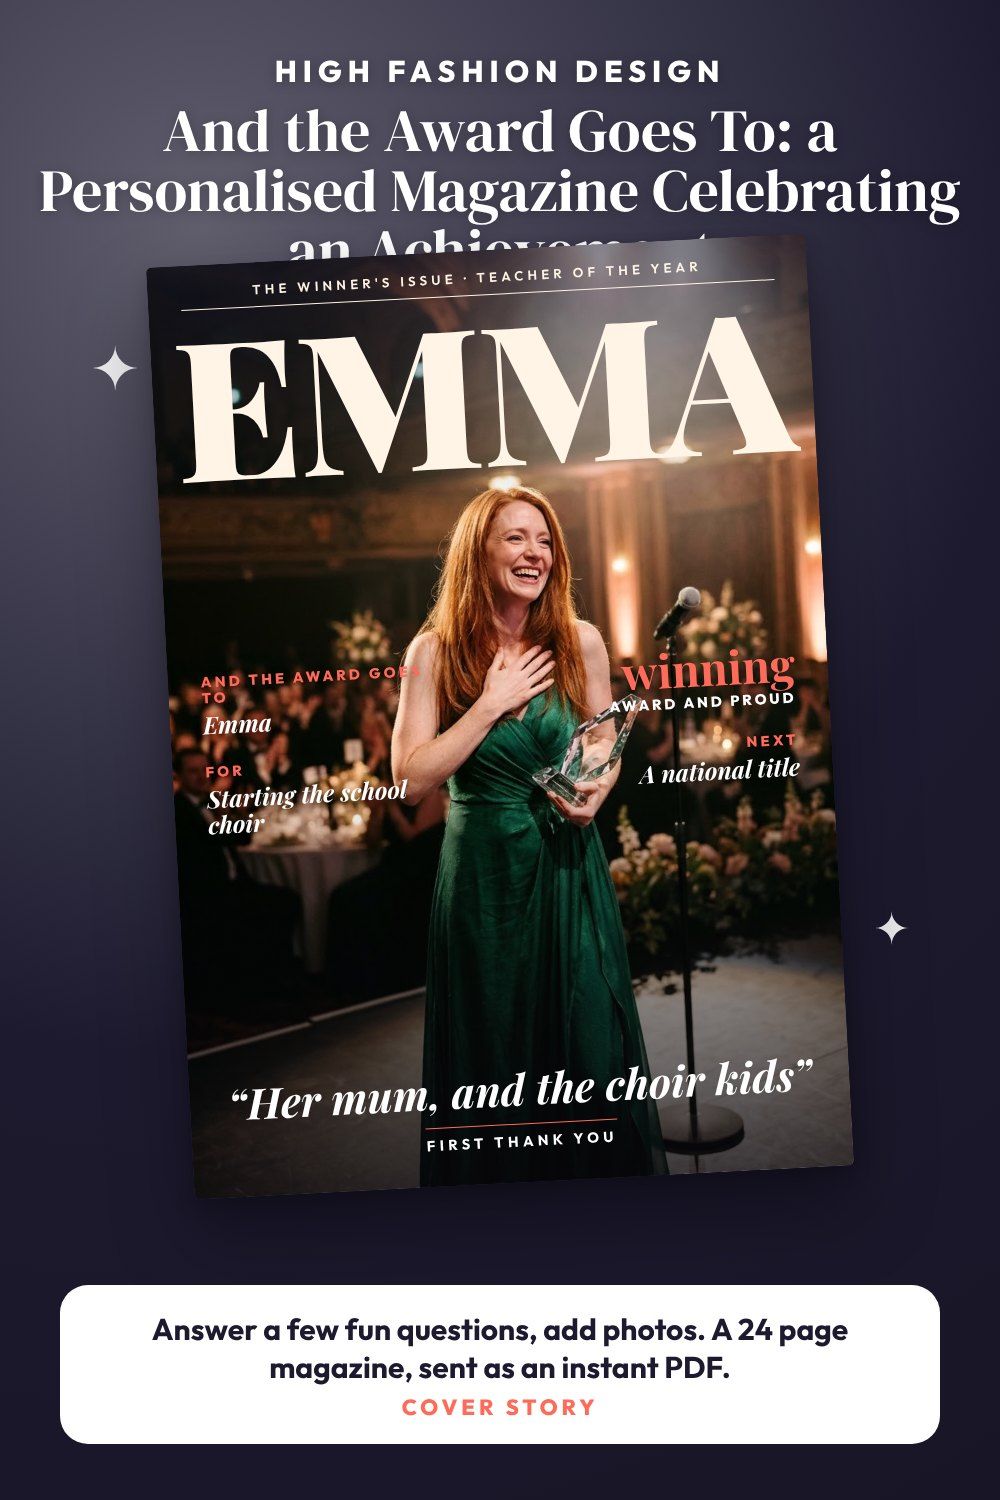 HIGH FASHION DESIGN
And the Award Goes To: a
Personalised Magazine Celebrating
an Achievement
THE WINNER'S ISSUE · TEACHER OF THE YEAR
EMMA
AND THE AWARD GOES
TO
Emma
FOR
Starting the school
choir
winning
AWARD AND PROUD
NEXT
A national title
“Her mum, and the choir kids”
FIRST THANK YOU
Answer a few fun questions, add photos. A 24 page
magazine, sent as an instant PDF.
COVER STORY